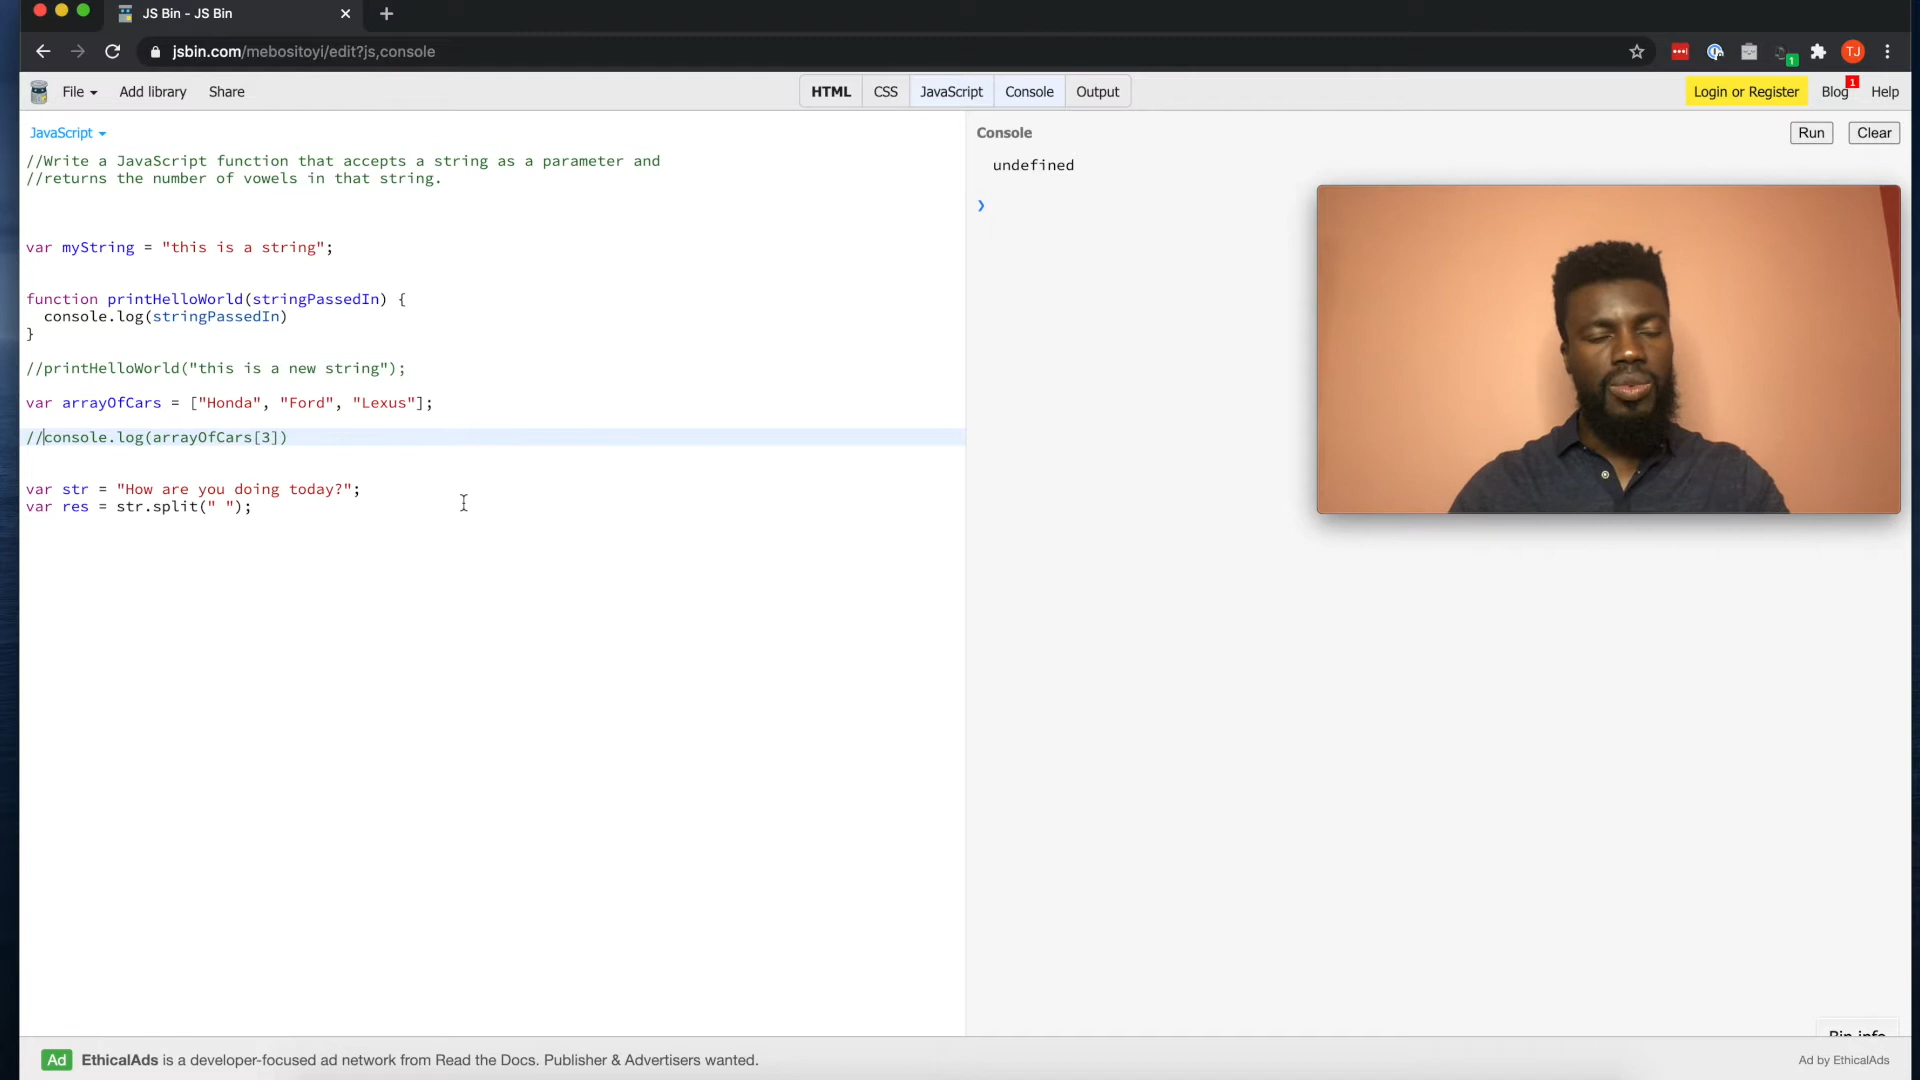 JS Bin - JS Bin
jsbin.com/mebositoyi/edit?js,console
TJ
1
File
Add library
Share
HTML
CSS
JavaScript
Console
Output
Login or Register
Blog
1
Help
JavaScript
//Write a JavaScript function that accepts a string as a parameter and
//returns the number of vowels in that string.
var myString = "this is a string";
function printHelloWorld(stringPassedIn) {
console.log(stringPassedIn)
}
//printHelloWorld("this is a new string");
var arrayOfCars = ["Honda", "Ford", "Lexus"];
//console.log(arrayOfCars[3])
var str = "How are you doing today?";
var res = str.split(" ");
Console
Run
Clear
undefined
Bin info
Ad
EthicalAds is a developer-focused ad network from Read the Docs. Publisher & Advertisers wanted.
Ad by EthicalAds